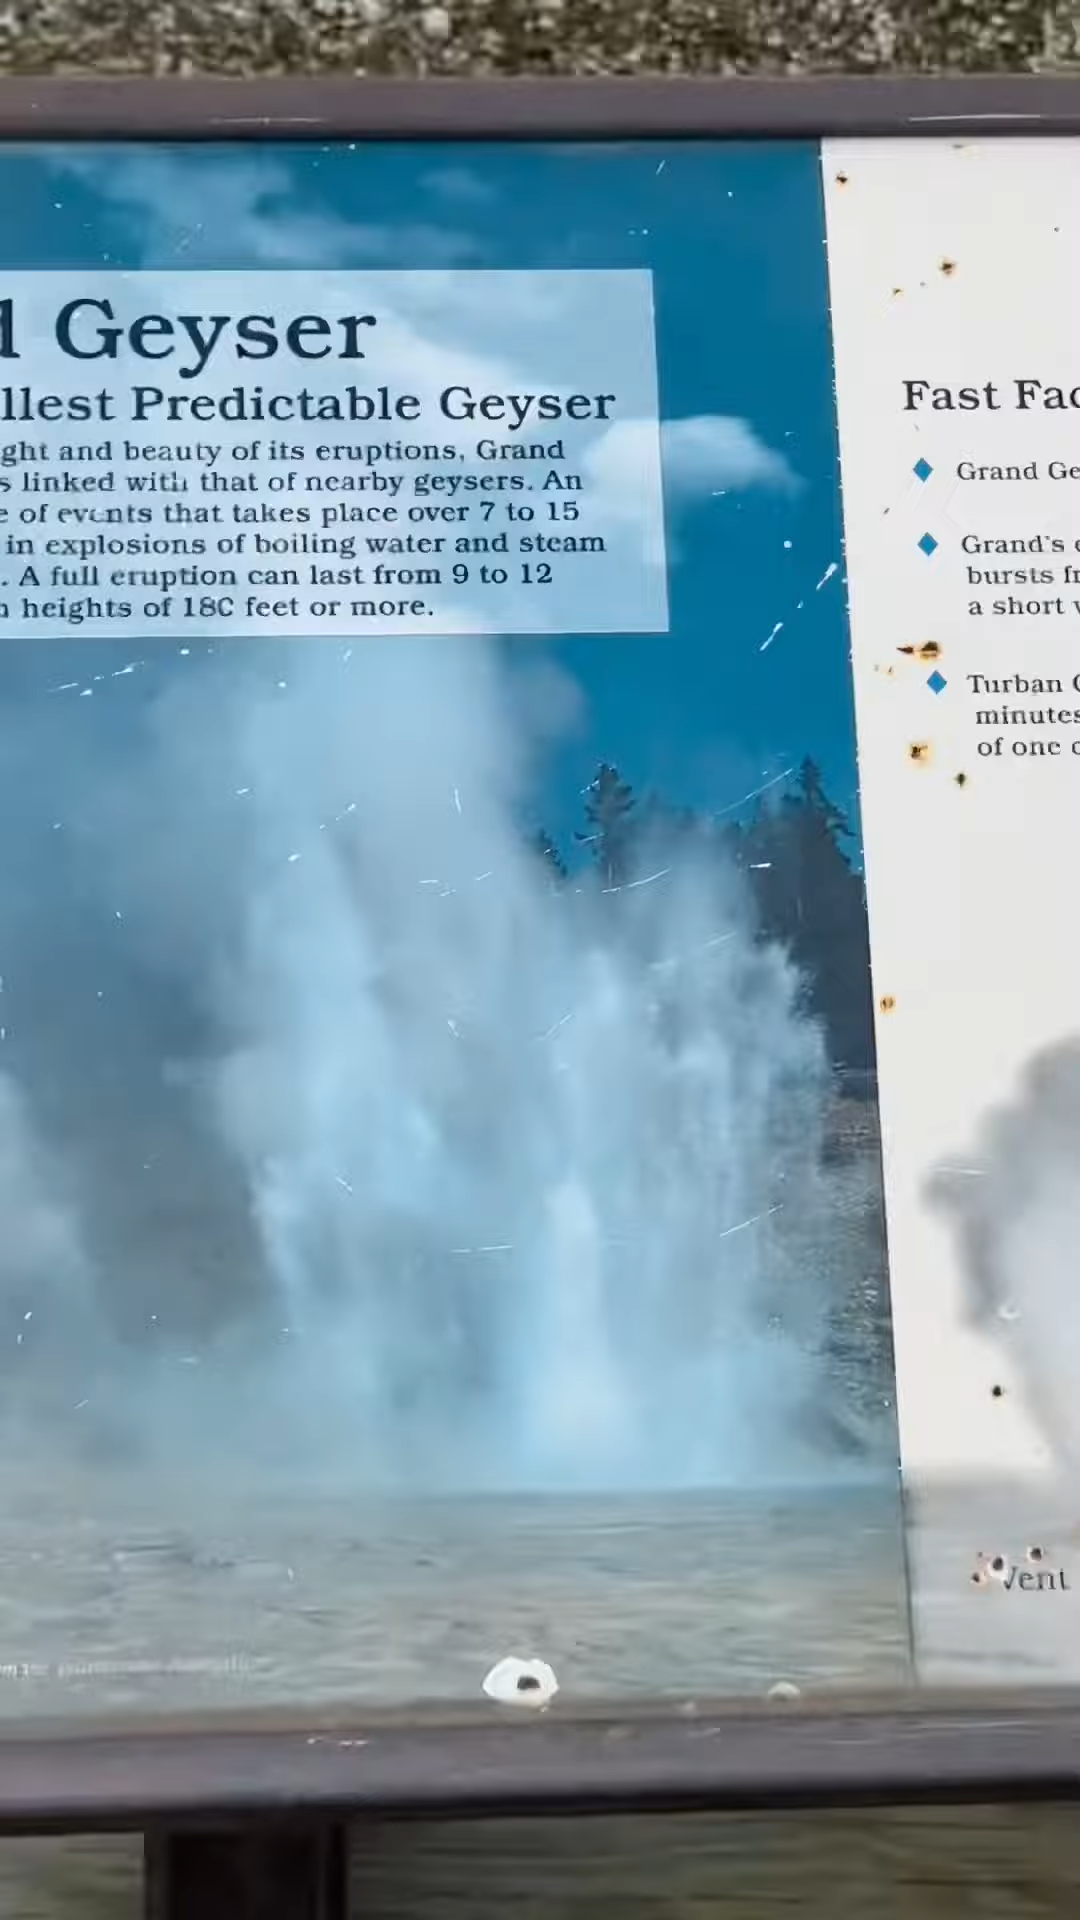 d Geyser
llest Predictable Geyser
ght and beauty of its eruptions, Grand
s linked with that of nearby geysers. An
e of events that takes place over 7 to 15
in explosions of boiling water and steam
. A full eruption can last from 9 to 12
h heights of 180 feet or more.
Fast Fac
Grand Ge
Grand's e
bursts fr
a short v
Turban G
minutes
of one o
Vent